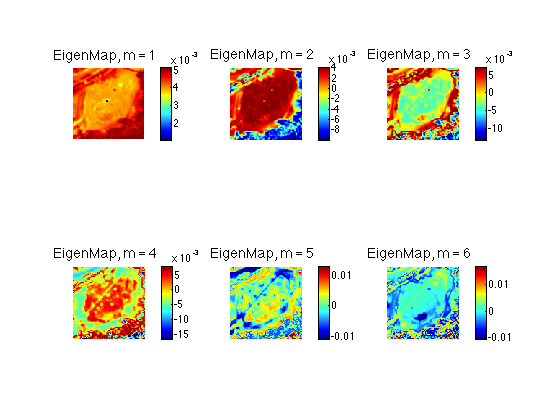 EigenMap, m = 1
x 10⁻³
5
4
3
2
EigenMap, m = 2
x 10⁻³
4
2
0
-2
-4
-6
-8
EigenMap, m = 3
x 10⁻³
5
0
-5
-10
EigenMap, m = 4
x 10⁻³
5
0
-5
-10
-15
EigenMap, m = 5
0.01
0
-0.01
EigenMap, m = 6
0.01
0
-0.01